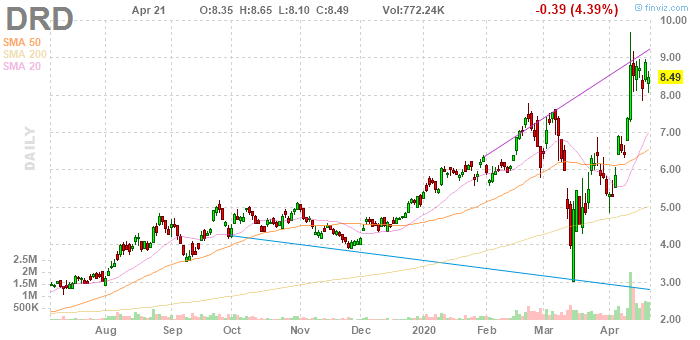 DRD Apr 21 O:8.35 H:8.65 L:8.10 C:8.49 Vol:772.24K -0.39 (4.39%) © finviz.com
SMA 50
SMA 200
SMA 20
DAILY
10.00
9.00
8.49
8.00
7.00
6.00
5.00
4.00
3.00
2.00
2.5M
2M
1.5M
1M
500K
Aug Sep Oct Nov Dec 2020 Feb Mar Apr